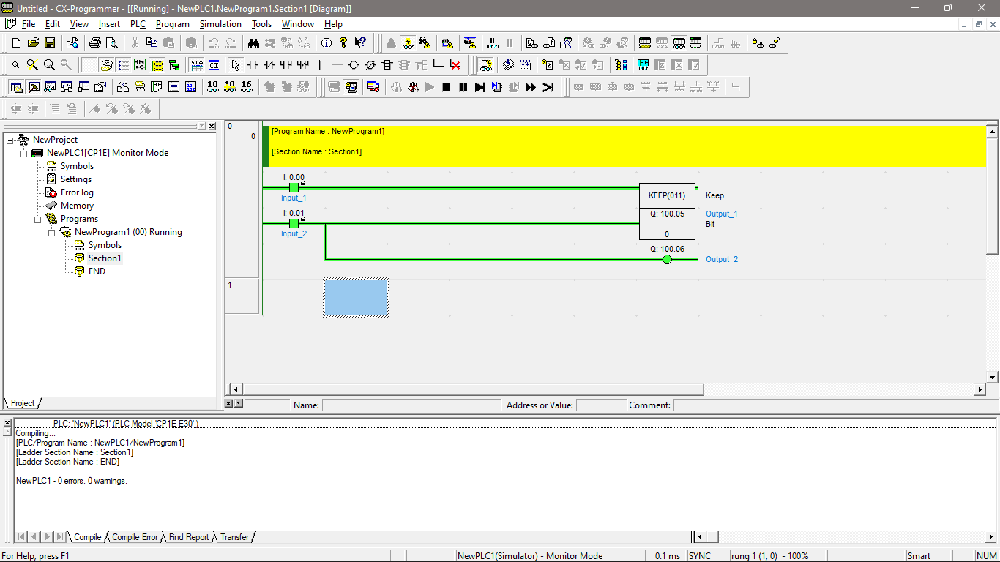 Untitled - CX-Programmer - [[Running] - NewPLC1.NewProgram1.Section1 [Diagram]]
File Edit View Insert PLC Program Simulation Tools Window Help
SMA CI
10 10 16
NewProject
NewPLC1[CP1E] Monitor Mode
Symbols
Settings
Error log
Memory
Programs
NewProgram1 (00) Running
Symbols
Section1
END
Project
0
0
[Program Name : NewProgram1]
[Section Name : Section1]
I: 0.00
Input_1
KEEP(011)
Keep
I: 0.01
Input_2
Q: 100.05
Output_1
Bit
0
Q: 100.06
Output_2
1
Name: Address or Value: Comment:
---------------- PLC: 'NewPLC1' (PLC Model 'CP1E E30' ) ----------------
Compiling...
[PLC/Program Name : NewPLC1/NewProgram1]
[Ladder Section Name : Section1]
[Ladder Section Name : END]
NewPLC1 - 0 errors, 0 warnings.
Compile Compile Error Find Report Transfer
For Help, press F1 NewPLC1(Simulator) - Monitor Mode 0.1 ms SYNC rung 1 (1, 0) - 100% Smart NUM